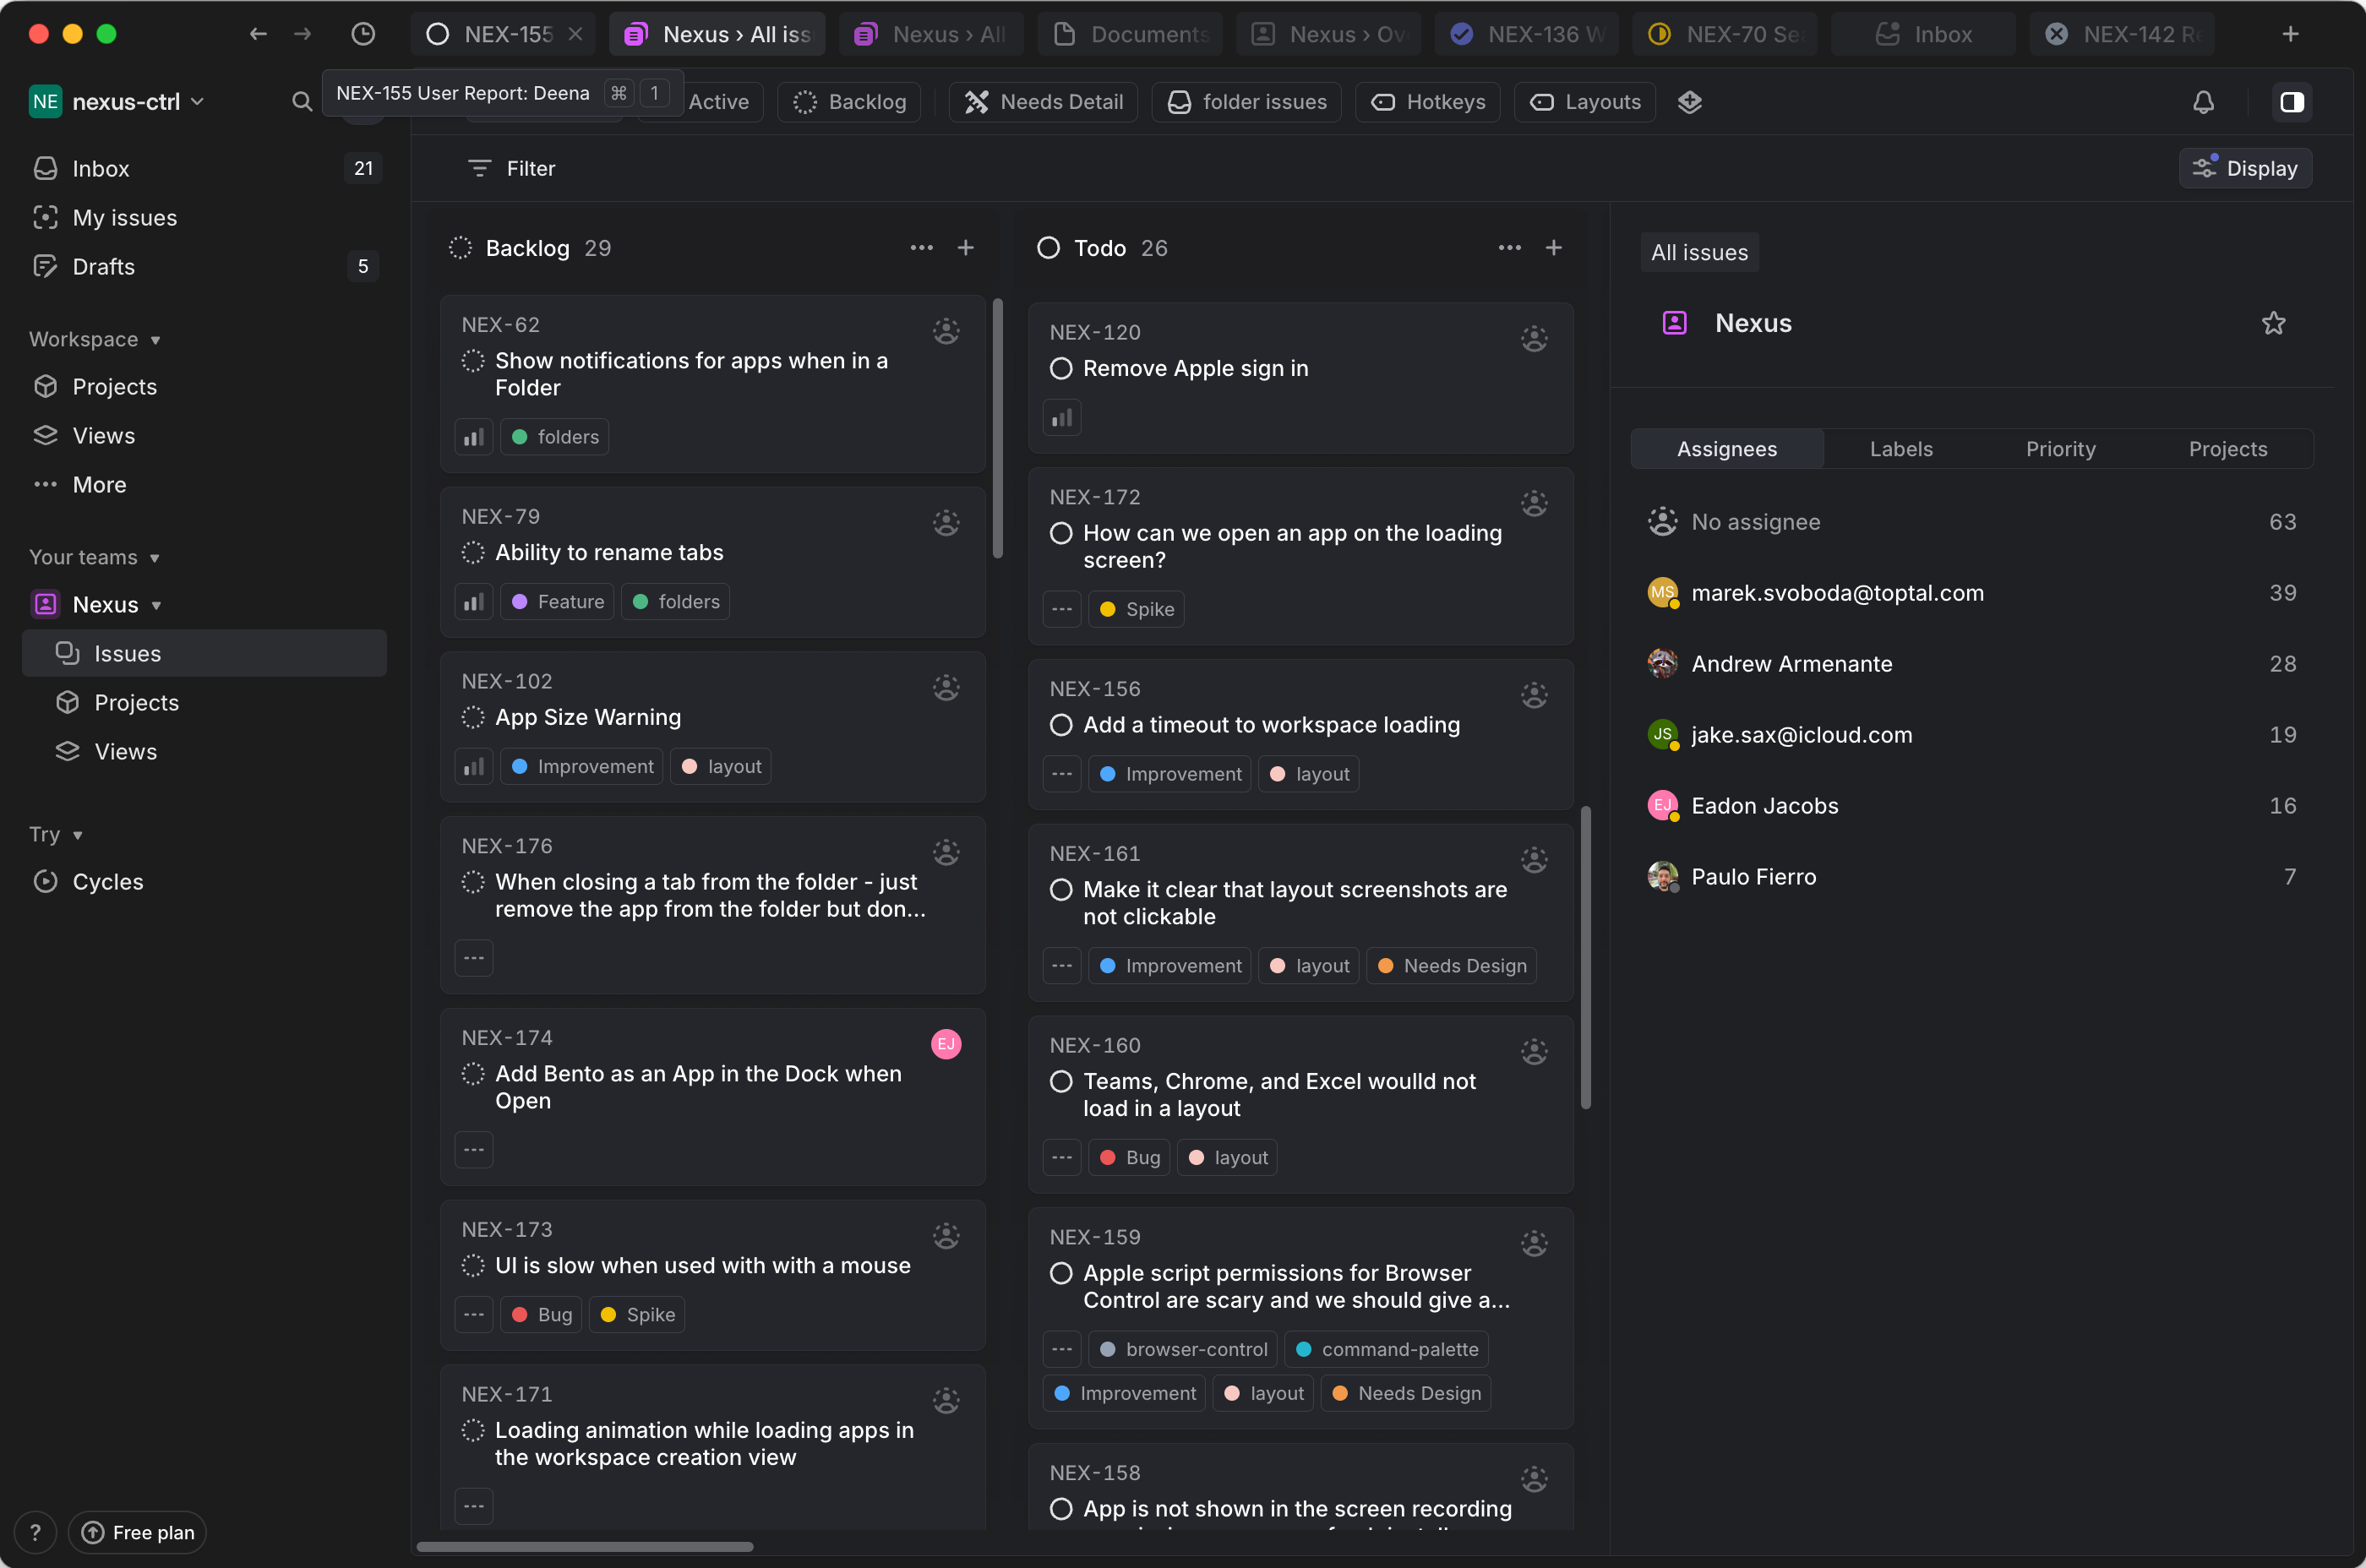 NEX-155
Nexus › All iss
Nexus › All
Documents
Nexus › Ov
NEX-136 W
NEX-70 Sea
Inbox
NEX-142 Re
NE nexus-ctrl
NEX-155 User Report: Deena ⌘ 1
Active
Backlog
Needs Detail
folder issues
Hotkeys
Layouts
Inbox 21
My issues
Drafts 5
Workspace
Projects
Views
More
Your teams
Nexus
Issues
Projects
Views
Try
Cycles
? Free plan
Filter
Display
Backlog 29
NEX-62
Show notifications for apps when in a
Folder
folders
NEX-79
Ability to rename tabs
Feature folders
NEX-102
App Size Warning
Improvement layout
NEX-176
When closing a tab from the folder - just
remove the app from the folder but don...
NEX-174
EJ
Add Bento as an App in the Dock when
Open
NEX-173
UI is slow when used with with a mouse
Bug Spike
NEX-171
Loading animation while loading apps in
the workspace creation view
Todo 26
NEX-120
Remove Apple sign in
NEX-172
How can we open an app on the loading
screen?
Spike
NEX-156
Add a timeout to workspace loading
Improvement layout
NEX-161
Make it clear that layout screenshots are
not clickable
Improvement layout Needs Design
NEX-160
Teams, Chrome, and Excel woulld not
load in a layout
Bug layout
NEX-159
Apple script permissions for Browser
Control are scary and we should give a...
browser-control command-palette
Improvement layout Needs Design
NEX-158
App is not shown in the screen recording
All issues
Nexus
Assignees Labels Priority Projects
No assignee 63
MS marek.svoboda@toptal.com 39
Andrew Armenante 28
JS jake.sax@icloud.com 19
EJ Eadon Jacobs 16
Paulo Fierro 7